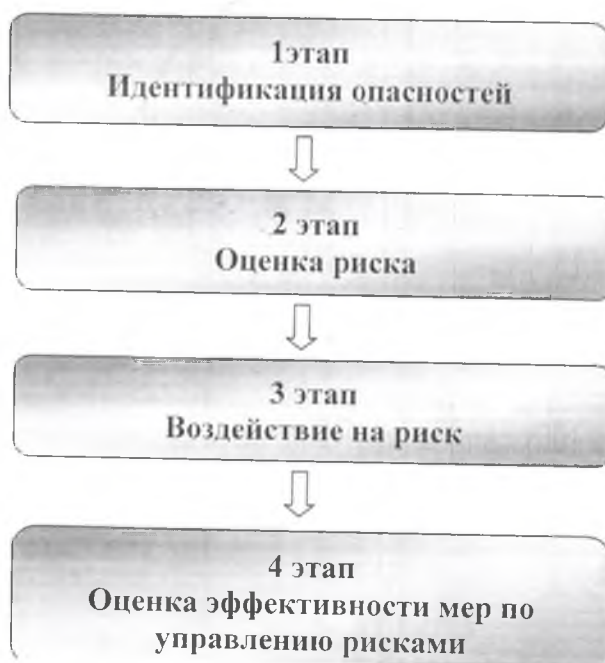 1этап
Идентификация опасностей
2 этап
Оценка риска
3 этап
Воздействие на риск
4 этап
Оценка эффективности мер по
управлению рисками